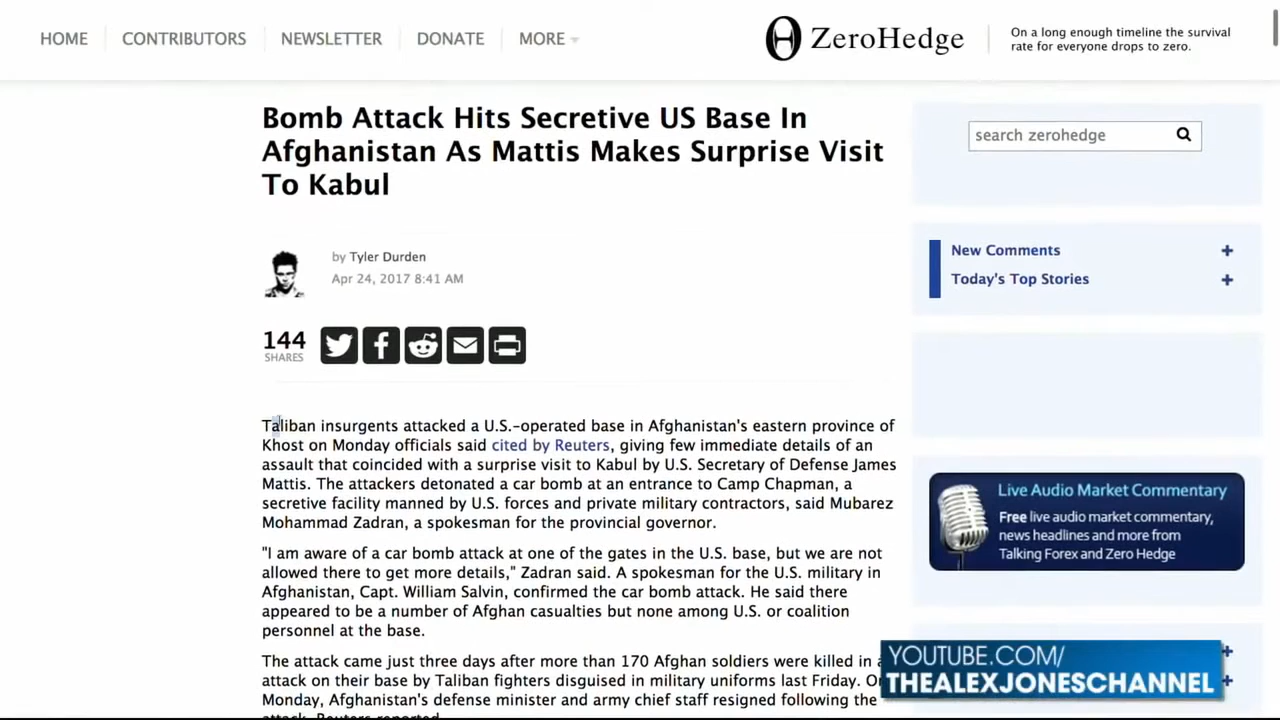 HOME
CONTRIBUTORS
NEWSLETTER
DONATE
MORE
ZeroHedge
On a long enough timeline the survival
rate for everyone drops to zero.
Bomb Attack Hits Secretive US Base In
Afghanistan As Mattis Makes Surprise Visit
To Kabul
by Tyler Durden
Apr 24, 2017 8:41 AM
144
SHARES
Taliban insurgents attacked a U.S.-operated base in Afghanistan's eastern province of
Khost on Monday officials said cited by Reuters, giving few immediate details of an
assault that coincided with a surprise visit to Kabul by U.S. Secretary of Defense James
Mattis. The attackers detonated a car bomb at an entrance to Camp Chapman, a
secretive facility manned by U.S. forces and private military contractors, said Mubarez
Mohammad Zadran, a spokesman for the provincial governor.
"I am aware of a car bomb attack at one of the gates in the U.S. base, but we are not
allowed there to get more details," Zadran said. A spokesman for the U.S. military in
Afghanistan, Capt. William Salvin, confirmed the car bomb attack. He said there
appeared to be a number of Afghan casualties but none among U.S. or coalition
personnel at the base.
The attack came just three days after more than 170 Afghan soldiers were killed in
attack on their base by Taliban fighters disguised in military uniforms last Friday.
Monday, Afghanistan's defense minister and army chief staff resigned following the
attack, Reuters reported
search zerohedge
New Comments
Today's Top Stories
Live Audio Market Commentary
Free live audio market commentary,
news headlines and more from
Talking Forex and Zero Hedge
YOUTUBE.COM/
THEALEXJONESCHANNEL